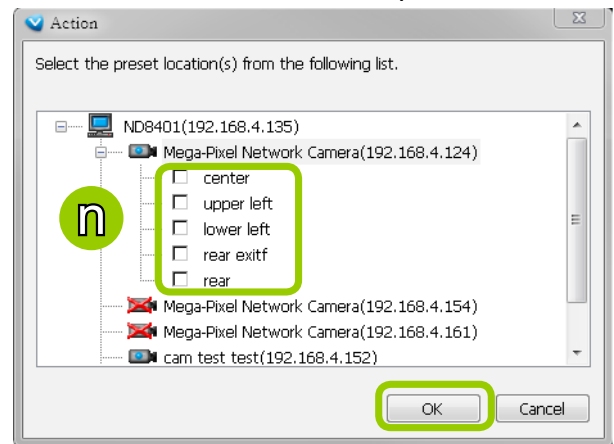 Action
Select the preset location(s) from the following list.
ND8401(192.168.4.135)
Mega-Pixel Network Camera(192.168.4.124)
center
upper left
n
lower left
rear exitf
rear
Mega-Pixel Network Camera(192.168.4.154)
Mega-Pixel Network Camera(192.168.4.161)
cam test test(192.168.4.152)
OK Cancel